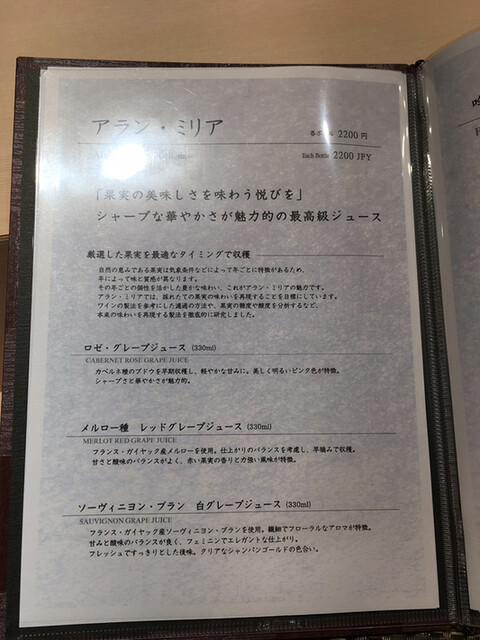 アラン・ミリア
各ボトル 2200 円
Each Bottle 2200 JPY
「果実の美味しさを味わう悦びを」
シャープな華やかさが魅力的の最高級ジュース
厳選した果実を最適なタイミングで収穫
自然の恵みである果実は気象条件などによって年ごとに特徴があるため、
年によって味と質感が異なります。
その年ごとの個性を活かした豊かな味わい、これがアラン・ミリアの魅力です。
アラン・ミリアでは、採れたての果実の味わいを再現することを目標にしています。
ワインの製法を参考にした濾過の方法や、果実の糖度や酸度を分析するなど、
本来の味わいを再現する製法を徹底的に研究しました。
ロゼ・グレープジュース (330ml)
CABERNET ROSE GRAPE JUICE
カベルネ種のブドウを早期収穫し、軽やかな甘みに。美しく明るいピンク色が特徴。
シャープさと華やかさが魅力的。
メルロー種 レッドグレープジュース (330ml)
MERLOT RED GRAPE JUICE
フランス・ガイヤック産メルローを使用。仕上がりのバランスを考慮し、早摘みで収穫。
甘さと酸味のバランスがよく、赤い果実の香りと力強い風味が特徴。
ソーヴィニヨン・ブラン 白グレープジュース (330ml)
SAUVIGNON GRAPE JUICE
フランス・ガイヤック産ソーヴィニヨン・ブランを使用。繊細でフローラルなアロマが特徴。
甘みと酸味のバランスが良く、フェミニンでエレガントな仕上がり。
フレッシュですっきりとした後味。クリアなシャンパンゴールドの色合い。